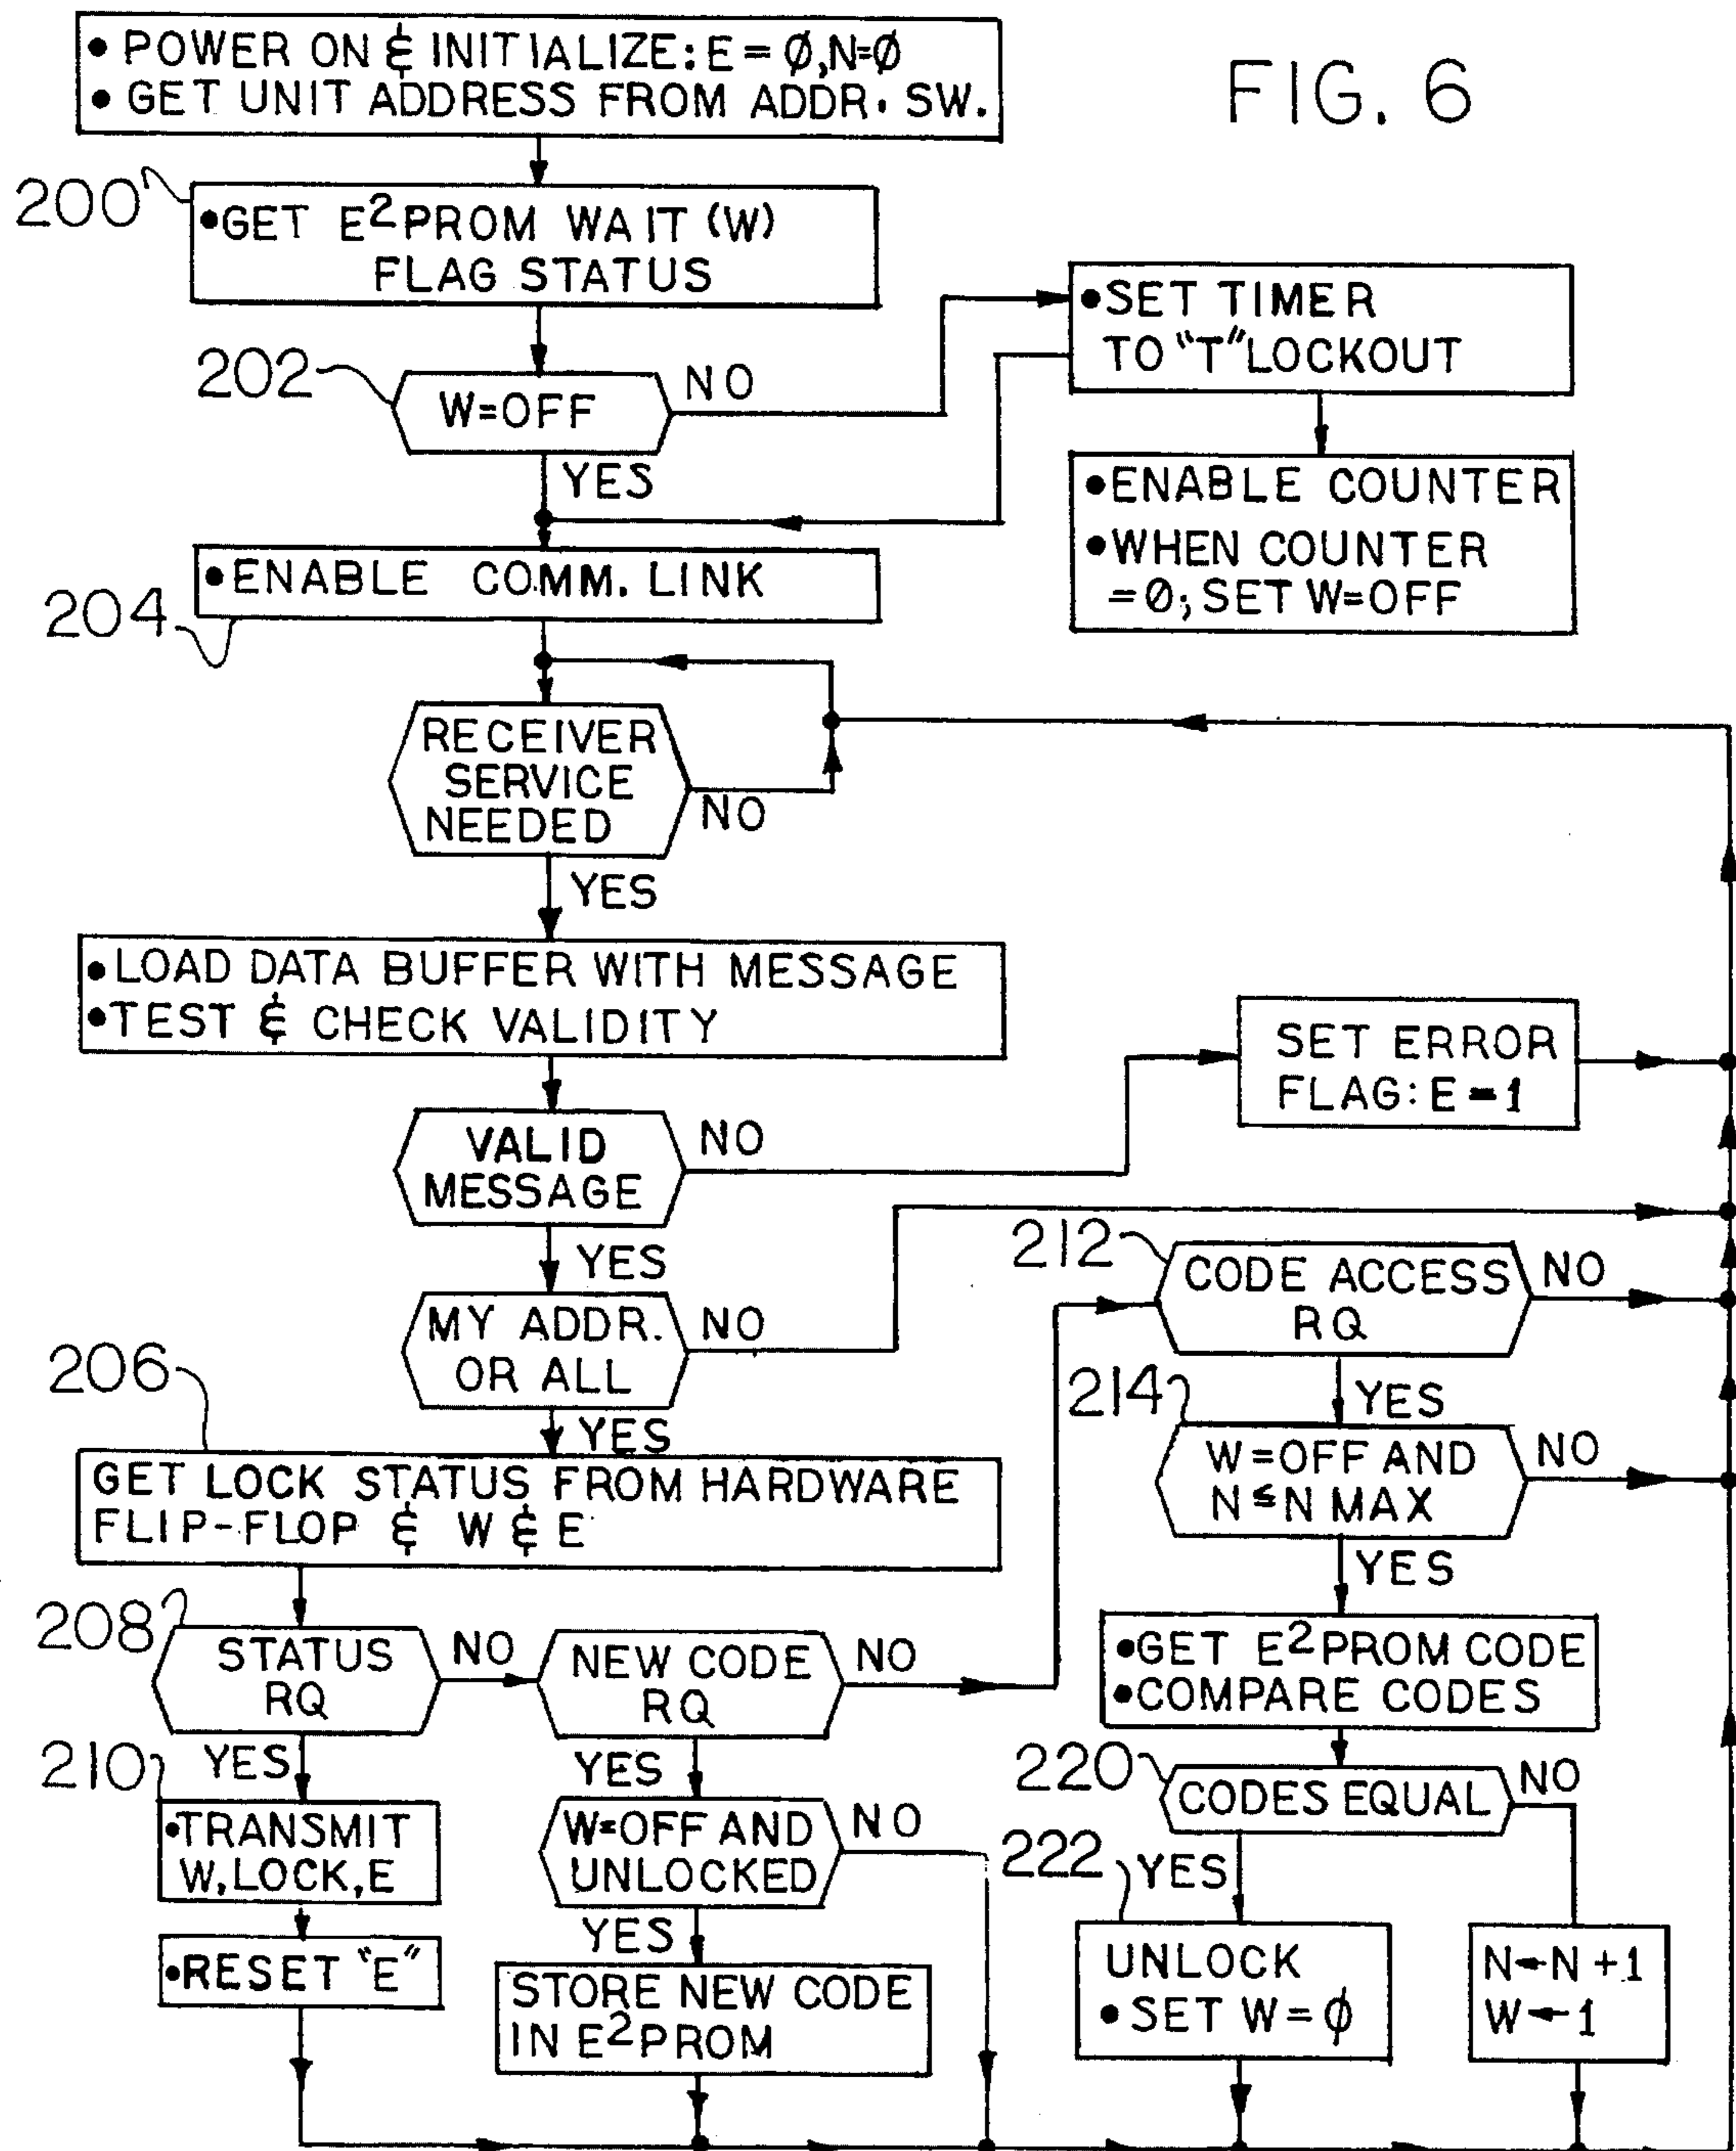 • POWER ON & INITIALIZE: E = Ø, N=Ø
• GET UNIT ADDRESS FROM ADDR. SW.
FIG. 6
200
• GET E²PROM WAIT (W)
FLAG STATUS
• SET TIMER
TO "T" LOCKOUT
202
W=OFF
NO
YES
• ENABLE COUNTER
• WHEN COUNTER
=Ø; SET W=OFF
• ENABLE COMM. LINK
204
RECEIVER
SERVICE
NEEDED
NO
YES
• LOAD DATA BUFFER WITH MESSAGE
• TEST & CHECK VALIDITY
SET ERROR
FLAG: E = 1
VALID
MESSAGE
NO
YES
MY ADDR.
OR ALL
NO
YES
212
CODE ACCESS
RQ
NO
YES
206
GET LOCK STATUS FROM HARDWARE
FLIP-FLOP & W & E
214
W=OFF AND
N ≤ N MAX
NO
YES
208
STATUS
RQ
NO
YES
NEW CODE
RQ
NO
YES
• GET E²PROM CODE
• COMPARE CODES
210
• TRANSMIT
W, LOCK, E
• RESET "E"
W=OFF AND
UNLOCKED
NO
YES
STORE NEW CODE
IN E²PROM
220
CODES EQUAL
NO
222
YES
UNLOCK
• SET W = Ø
N←N +1
W←1